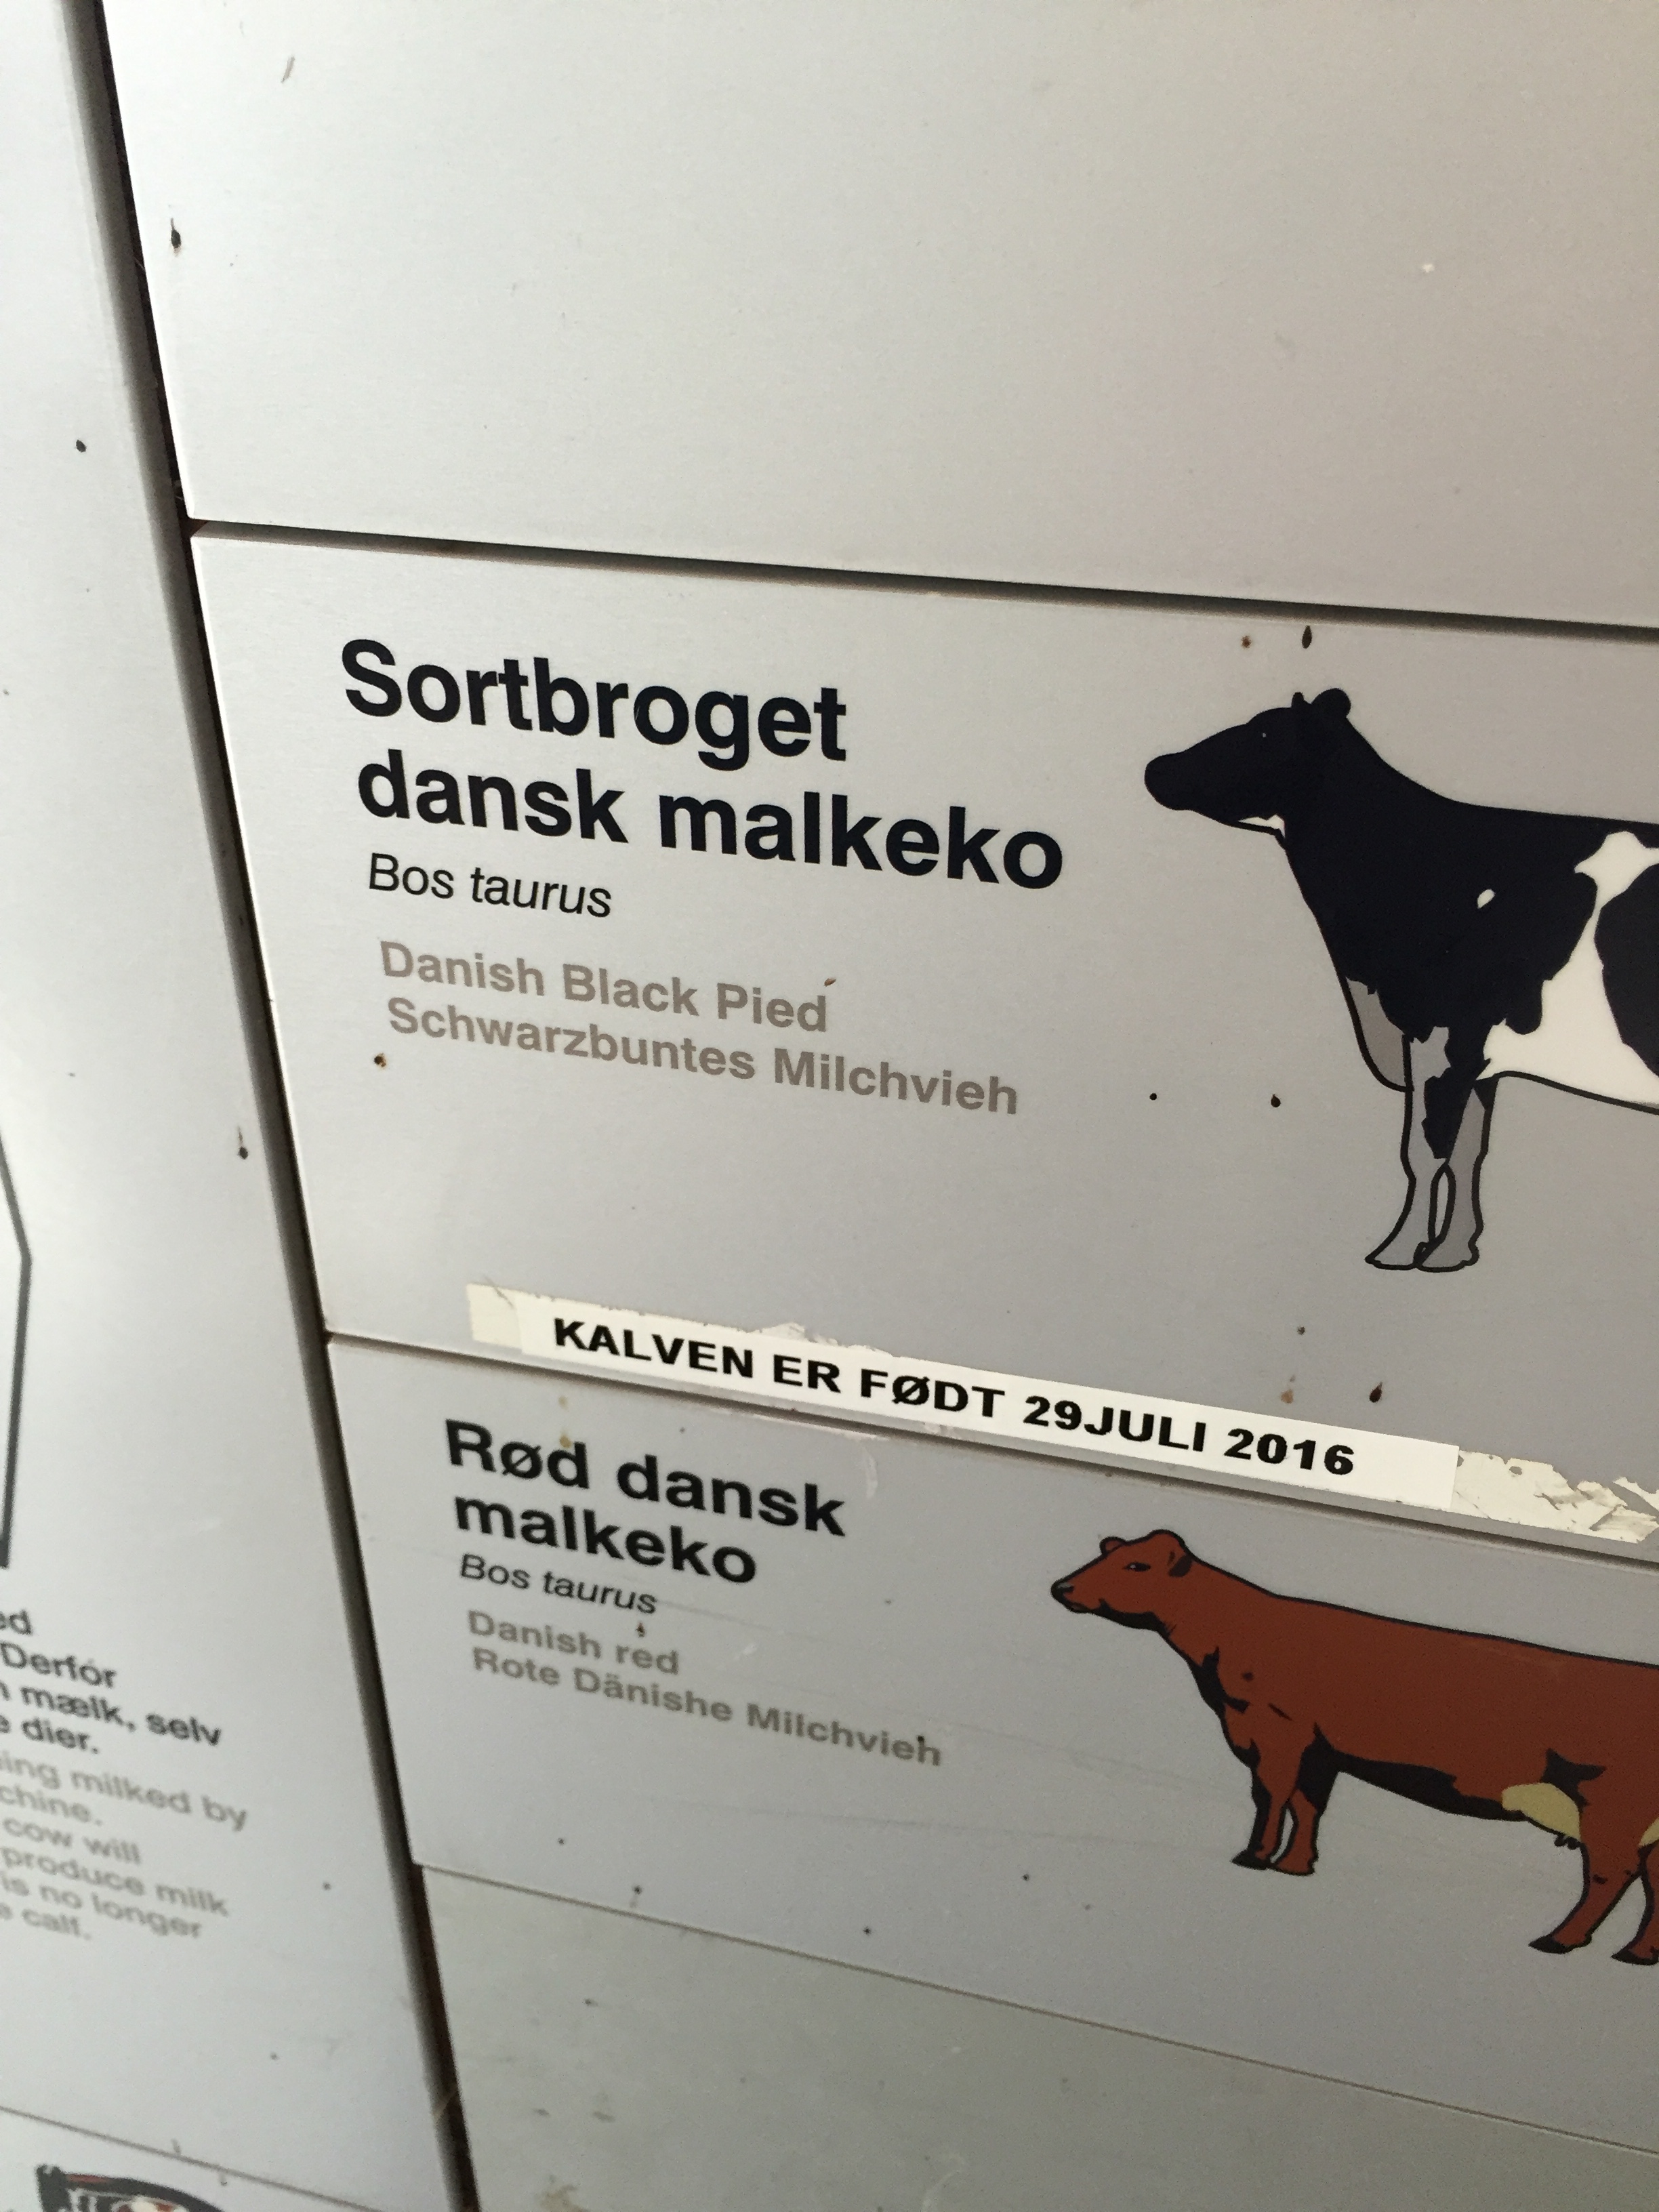 Sortbroget
dansk malkeko
Bos taurus
Danish Black Pied
Schwarzbuntes Milchvieh
KALVEN ER FØDT 29JULI 2016
Rød dansk
malkeko
Bos taurus
Danish red
Rote Dänishe Milchvieh
Derfor
mælk, selv
dier.
milked by
cow will
produce milk
is no longer
calf.